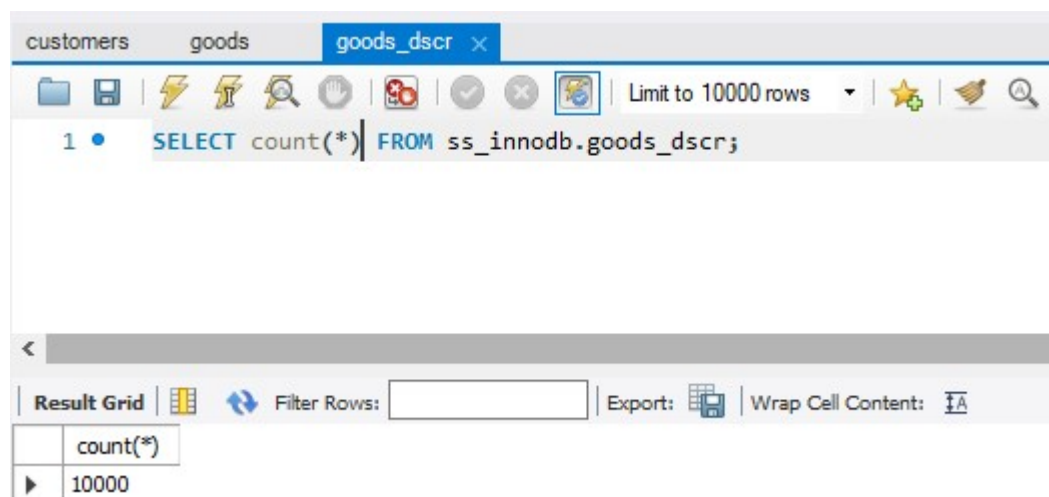 customers goods goods_dscr
Limit to 10000 rows
1 SELECT count(*) FROM ss_innodb.goods_dscr;
Result Grid Filter Rows: Export: Wrap Cell Content: IA
count(*)
10000